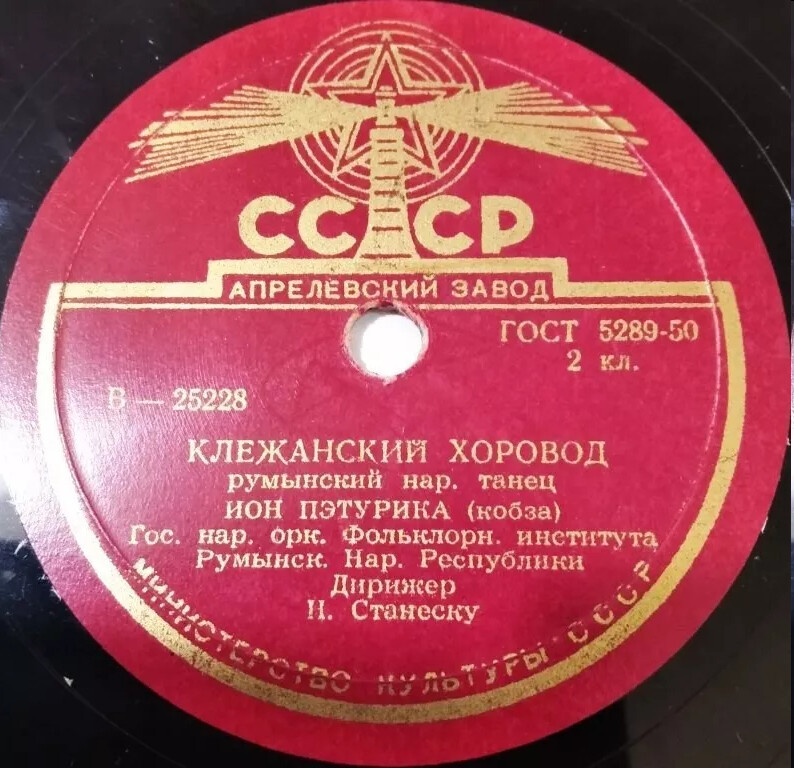 СССР
АПРЕЛЕВСКИЙ ЗАВОД
ГОСТ 5289-50
2 кл.
В — 25228
КЛЕЖАНСКИЙ ХОРОВОД
румынский нар. танец
ИОН ПЭТУРИКА (кобза)
Гос. нар. орк. Фольклорн. института
Румынск. Нар. Республики
Дирижер
Н. Станеску
МИНИСТЕРСТВО КУЛЬТУРЫ СССР